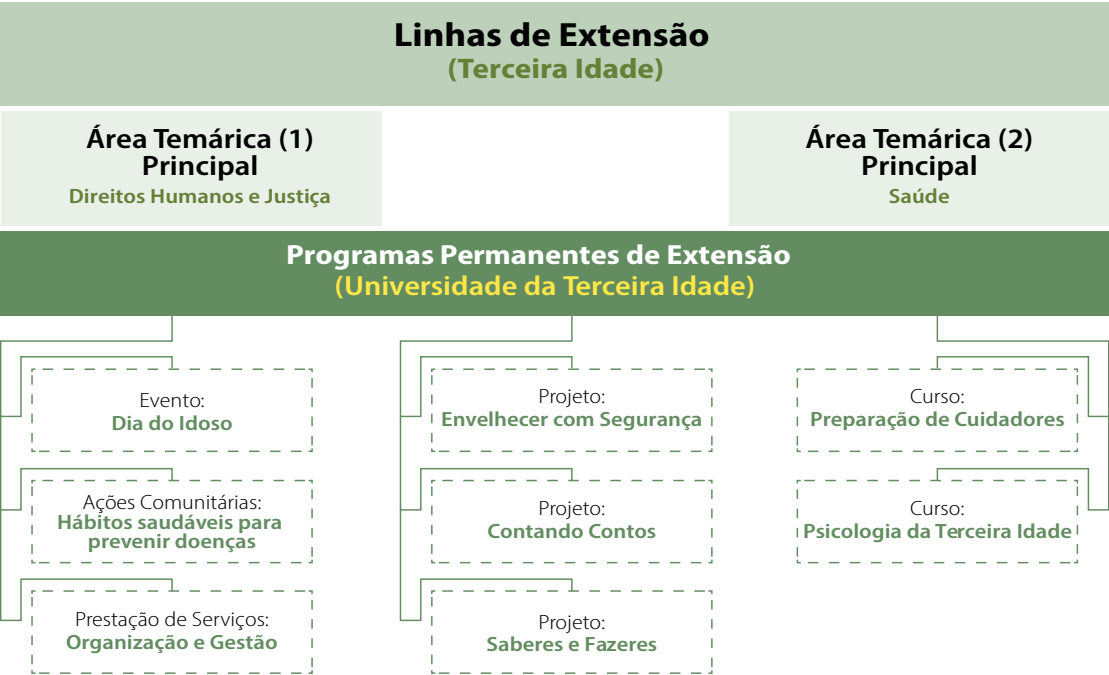 Linhas de Extensão
(Terceira Idade)
Área Temárica (1)
Principal
Direitos Humanos e Justiça
Área Temárica (2)
Principal
Saúde
Programas Permanentes de Extensão
(Universidade da Terceira Idade)
Evento:
Dia do Idoso
Ações Comunitárias:
Hábitos saudáveis para
prevenir doenças
Prestação de Serviços:
Organização e Gestão
Projeto:
Envelhecer com Segurança
Projeto:
Contando Contos
Projeto:
Saberes e Fazeres
Curso:
Preparação de Cuidadores
Curso:
Psicologia da Terceira Idade